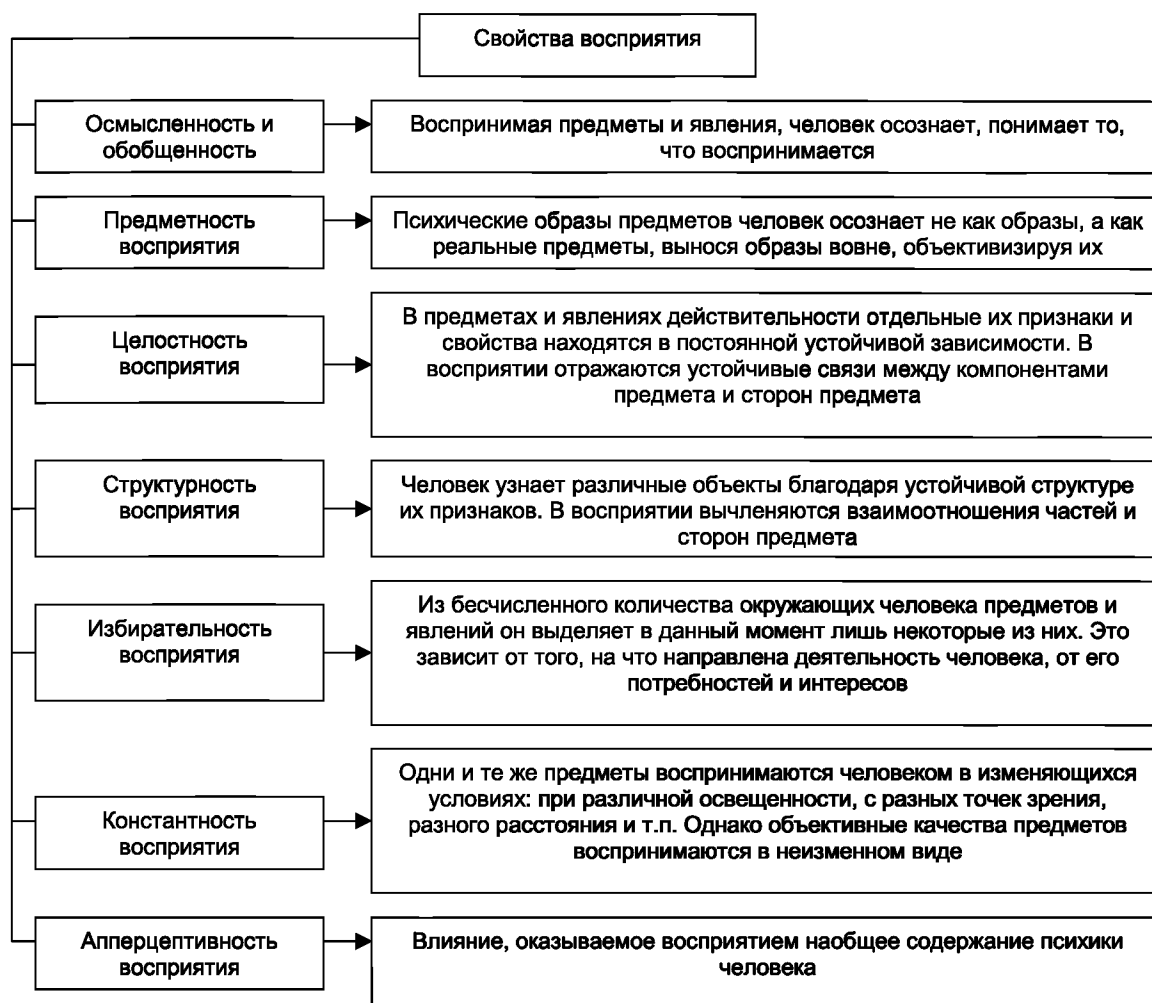 Свойства восприятия
Осмысленность и
обобщенность
Воспринимая предметы и явления, человек осознает, понимает то,
что воспринимается
Предметность
восприятия
Психические образы предметов человек осознает не как образы, а как
реальные предметы, вынося образы вовне, объективизируя их
Целостность
восприятия
В предметах и явлениях действительности отдельные их признаки и
свойства находятся в постоянной устойчивой зависимости. В
восприятии отражаются устойчивые связи между компонентами
предмета и сторон предмета
Структурность
восприятия
Человек узнает различные объекты благодаря устойчивой структуре
их признаков. В восприятии вычленяются взаимоотношения частей и
сторон предмета
Избирательность
восприятия
Из бесчисленного количества окружающих человека предметов и
явлений он выделяет в данный момент лишь некоторые из них. Это
зависит от того, на что направлена деятельность человека, от его
потребностей и интересов
Константность
восприятия
Одни и те же предметы воспринимаются человеком в изменяющихся
условиях: при различной освещенности, с разных точек зрения,
разного расстояния и т.п. Однако объективные качества предметов
воспринимаются в неизменном виде
Апперцептивность
восприятия
Влияние, оказываемое восприятием наобщее содержание психики
человека